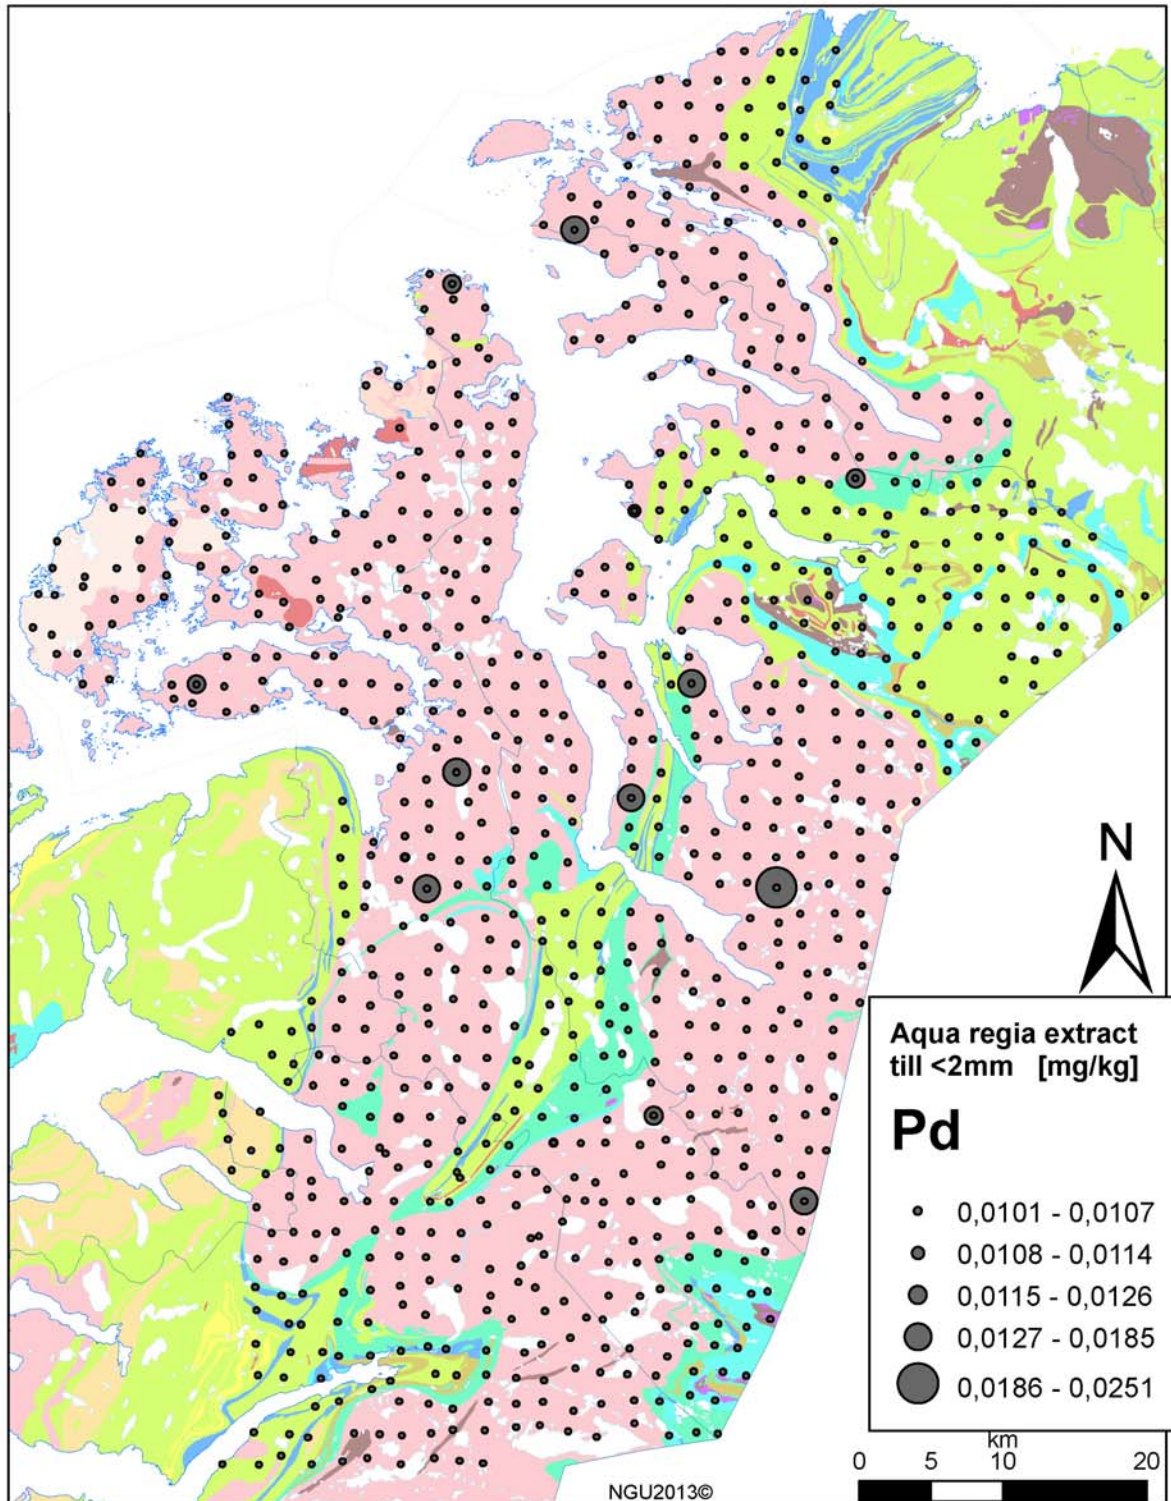 N
Aqua regia extract
till <2mm [mg/kg]
Pd
0,0101 - 0,0107
0,0108 - 0,0114
0,0115 - 0,0126
0,0127 - 0,0185
0,0186 - 0,0251
km
0 5 10 20
NGU2013©